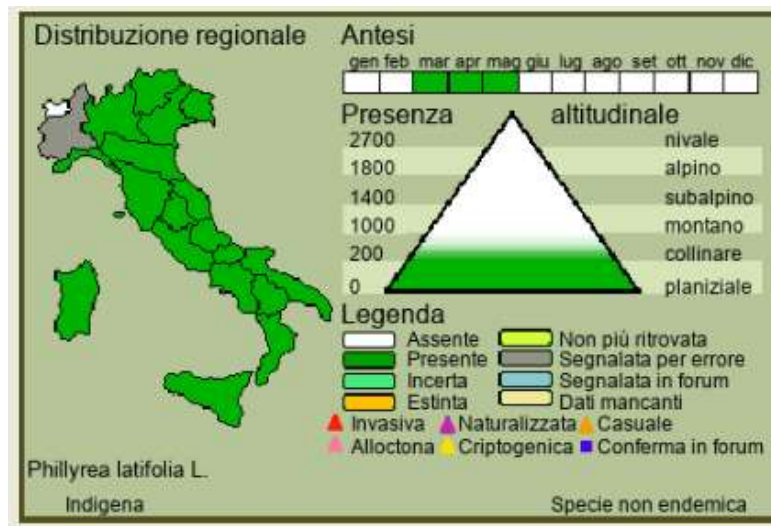 Distribuzione regionale
Antesi
gen feb mar apr mag giu lug ago set ott nov dic
Presenza altitudinale
2700 nivale
1800 alpino
1400 subalpino
1000 montano
200 collinare
0 planiziale
Legenda
Assente Non più ritrovata
Presente Segnalata per errore
Incerta Segnalata in forum
Estinta Dati mancanti
Invasiva Naturalizzata Casuale
Alloctona Criptogenica Conferma in forum
Phillyrea latifolia L.
Indigena Specie non endemica